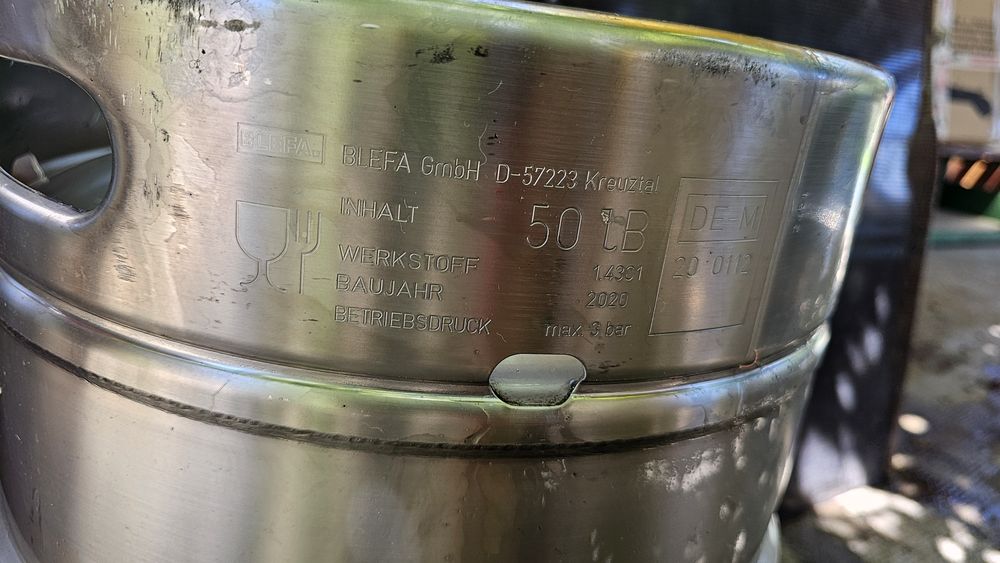 BLEFA.
BLEFA GmbH D-57223 Kreuztal
INHALT 50 lB
WERKSTOFF 1.4301
BAUJAHR 2020
BETRIEBSDRUCK max. 3 bar
DE-M
20 0112